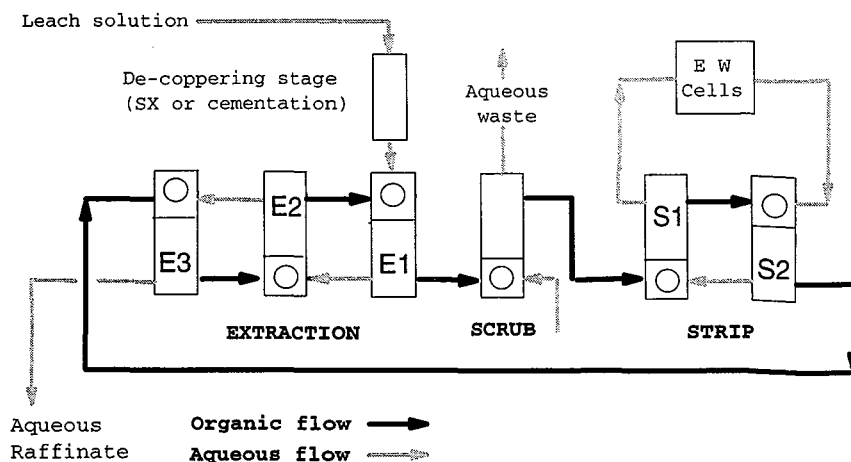 Leach solution
De-coppering stage
(SX or cementation)
Aqueous
waste
E W
Cells
E2
E3
E1
S1
S2
EXTRACTION
SCRUB
STRIP
Aqueous
Raffinate
Organic flow
Aqueous flow